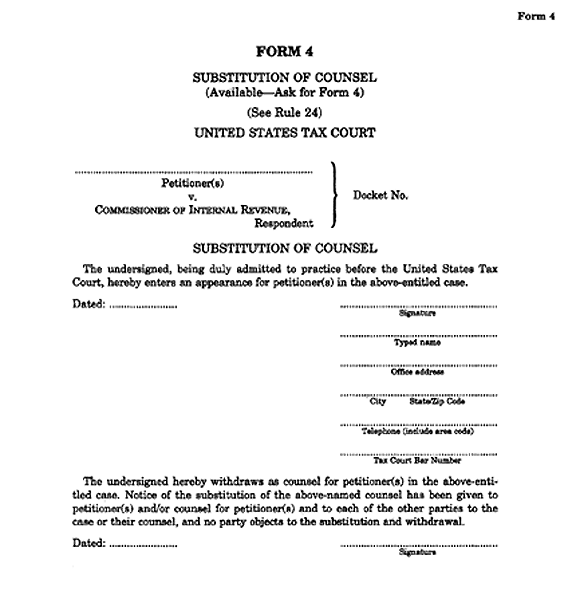 Form 4
FORM 4
SUBSTITUTION OF COUNSEL
(Available—Ask for Form 4)
(See Rule 24)
UNITED STATES TAX COURT
Petitioner(s)
v.
COMMISSIONER OF INTERNAL REVENUE,
Respondent
Docket No.
SUBSTITUTION OF COUNSEL
The undersigned, being duly admitted to practice before the United States Tax
Court, hereby enters an appearance for petitioner(s) in the above-entitled case.
Dated: ........................
Signature
Typed name
Office address
City State/Zip Code
Telephone (include area code)
Tax Court Bar Number
The undersigned hereby withdraws as counsel for petitioner(s) in the above-enti-
tled case. Notice of the substitution of the above-named counsel has been given to
petitioner(s) and/or counsel for petitioner(s) and to each of the other parties to the
case or their counsel, and no party objects to the substitution and withdrawal.
Dated: ........................
Signature